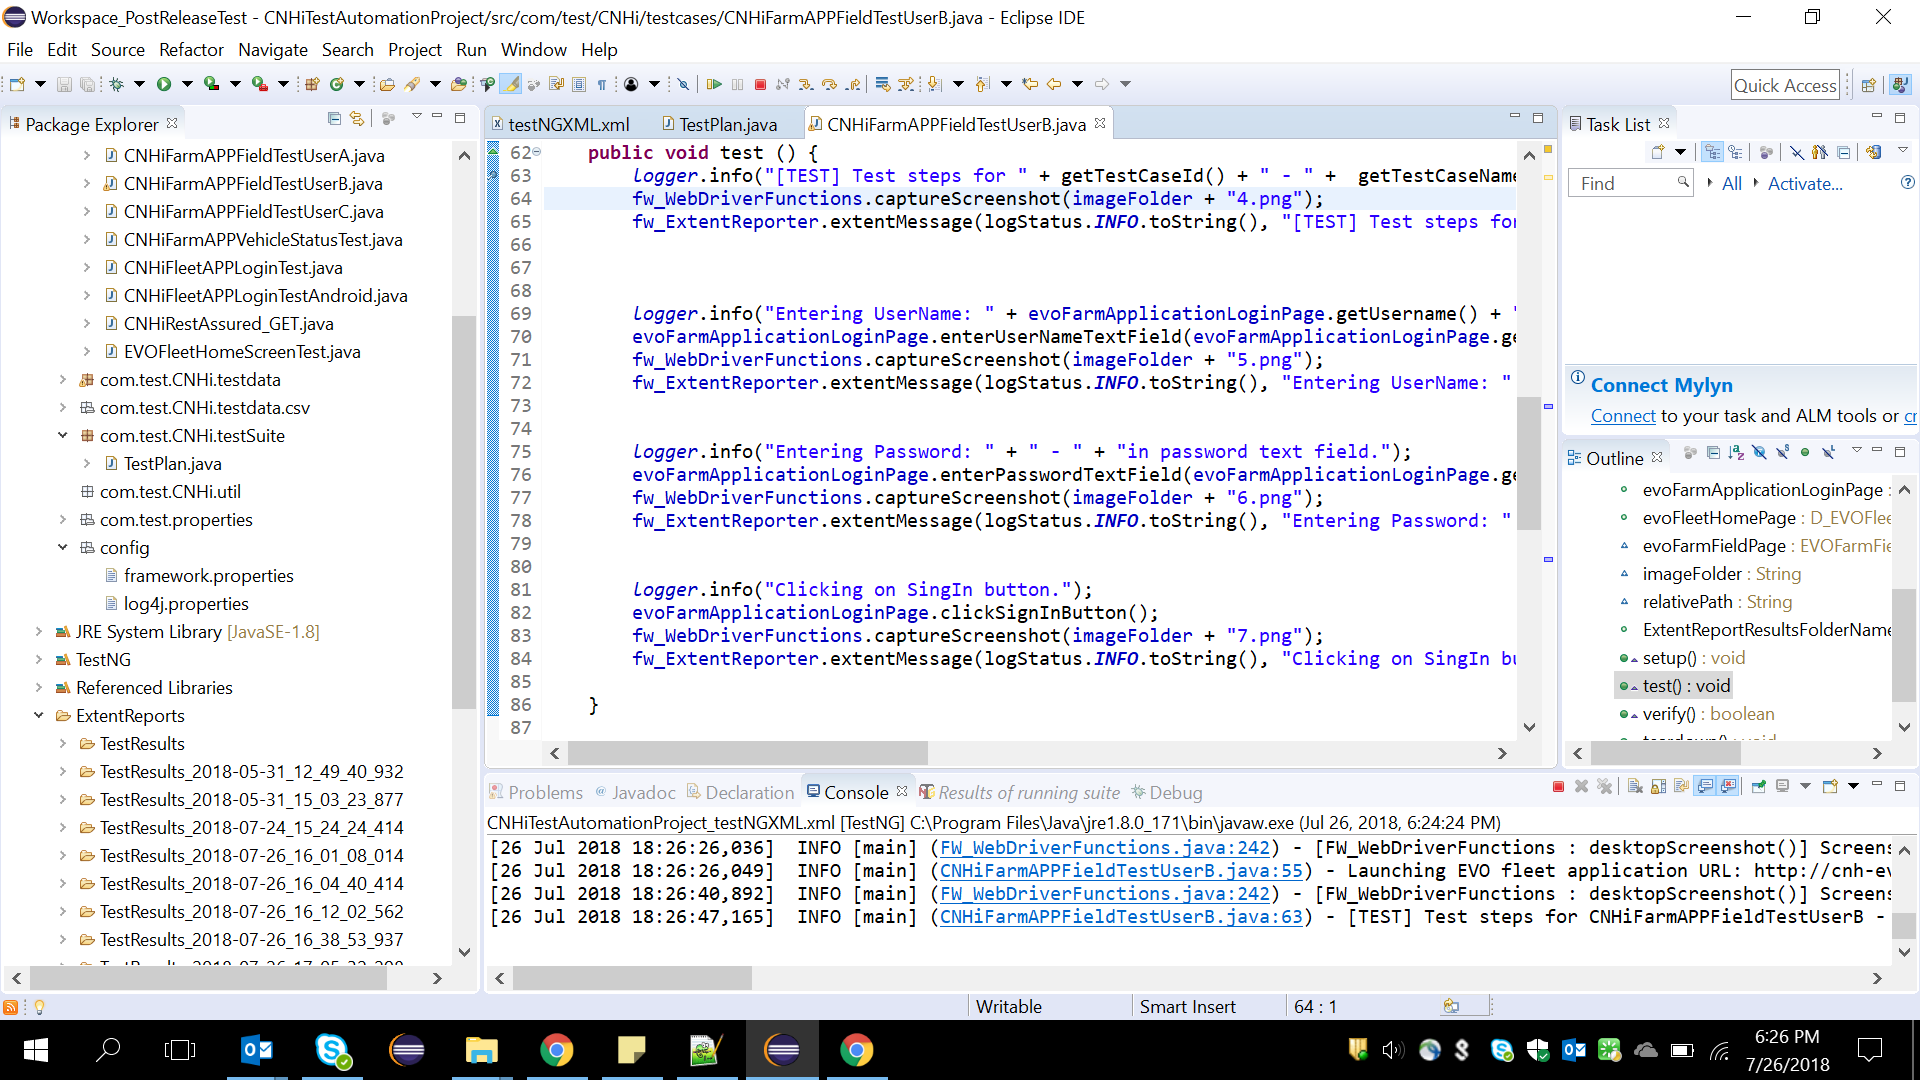 Workspace_PostReleaseTest - CNHiTestAutomationProject/src/com/test/CNHi/testcases/CNHiFarmAPPFieldTestUserB.java - Eclipse IDE
File Edit Source Refactor Navigate Search Project Run Window Help
Quick Access
Package Explorer
CNHiFarmAPPFieldTestUserA.java
CNHiFarmAPPFieldTestUserB.java
CNHiFarmAPPFieldTestUserC.java
CNHiFarmAPPVehicleStatusTest.java
CNHiFleetAPPLoginTest.java
CNHiFleetAPPLoginTestAndroid.java
CNHiRestAssured_GET.java
EVOFleetHomeScreenTest.java
com.test.CNHi.testdata
com.test.CNHi.testdata.csv
com.test.CNHi.testSuite
TestPlan.java
com.test.CNHi.util
com.test.properties
config
framework.properties
log4j.properties
JRE System Library [JavaSE-1.8]
TestNG
Referenced Libraries
ExtentReports
TestResults
TestResults_2018-05-31_12_49_40_932
TestResults_2018-05-31_15_03_23_877
TestResults_2018-07-24_15_24_24_414
TestResults_2018-07-26_16_01_08_014
TestResults_2018-07-26_16_04_40_414
TestResults_2018-07-26_16_12_02_562
TestResults_2018-07-26_16_38_53_937
testNGXML.xml TestPlan.java CNHiFarmAPPFieldTestUserB.java
62 public void test () {
63 logger.info("[TEST] Test steps for " + getTestCaseId() + " - " +  getTestCaseName
64 fw_WebDriverFunctions.captureScreenshot(imageFolder + "4.png");
65 fw_ExtentReporter.extentMessage(logStatus.INFO.toString(), "[TEST] Test steps for
66
67
68
69 logger.info("Entering UserName: " + evoFarmApplicationLoginPage.getUsername() + "
70 evoFarmApplicationLoginPage.enterUserNameTextField(evoFarmApplicationLoginPage.ge
71 fw_WebDriverFunctions.captureScreenshot(imageFolder + "5.png");
72 fw_ExtentReporter.extentMessage(logStatus.INFO.toString(), "Entering UserName: "
73
74
75 logger.info("Entering Password: " + " - " + "in password text field.");
76 evoFarmApplicationLoginPage.enterPasswordTextField(evoFarmApplicationLoginPage.ge
77 fw_WebDriverFunctions.captureScreenshot(imageFolder + "6.png");
78 fw_ExtentReporter.extentMessage(logStatus.INFO.toString(), "Entering Password: "
79
80
81 logger.info("Clicking on SingIn button.");
82 evoFarmApplicationLoginPage.clickSignInButton();
83 fw_WebDriverFunctions.captureScreenshot(imageFolder + "7.png");
84 fw_ExtentReporter.extentMessage(logStatus.INFO.toString(), "Clicking on SingIn bu
85
86 }
87
Task List
Find All Activate...
Connect Mylyn
Connect to your task and ALM tools or cr
Outline
evoFarmApplicationLoginPage :
evoFleetHomePage : D_EVOFlee
evoFarmFieldPage : EVOFarmFie
imageFolder : String
relativePath : String
ExtentReportResultsFolderName
setup() : void
test() : void
verify() : boolean
Problems Javadoc Declaration Console Results of running suite Debug
CNHiTestAutomationProject_testNGXML.xml [TestNG] C:\Program Files\Java\jre1.8.0_171\bin\javaw.exe (Jul 26, 2018, 6:24:24 PM)
[26 Jul 2018 18:26:26,036]  INFO [main] (FW_WebDriverFunctions.java:242) - [FW_WebDriverFunctions : desktopScreenshot()] Screens
[26 Jul 2018 18:26:26,049]  INFO [main] (CNHiFarmAPPFieldTestUserB.java:55) - Launching EVO fleet application URL: http://cnh-ev
[26 Jul 2018 18:26:40,892]  INFO [main] (FW_WebDriverFunctions.java:242) - [FW_WebDriverFunctions : desktopScreenshot()] Screens
[26 Jul 2018 18:26:47,165]  INFO [main] (CNHiFarmAPPFieldTestUserB.java:63) - [TEST] Test steps for CNHiFarmAPPFieldTestUserB -
Writable Smart Insert 64 : 1
6:26 PM
7/26/2018